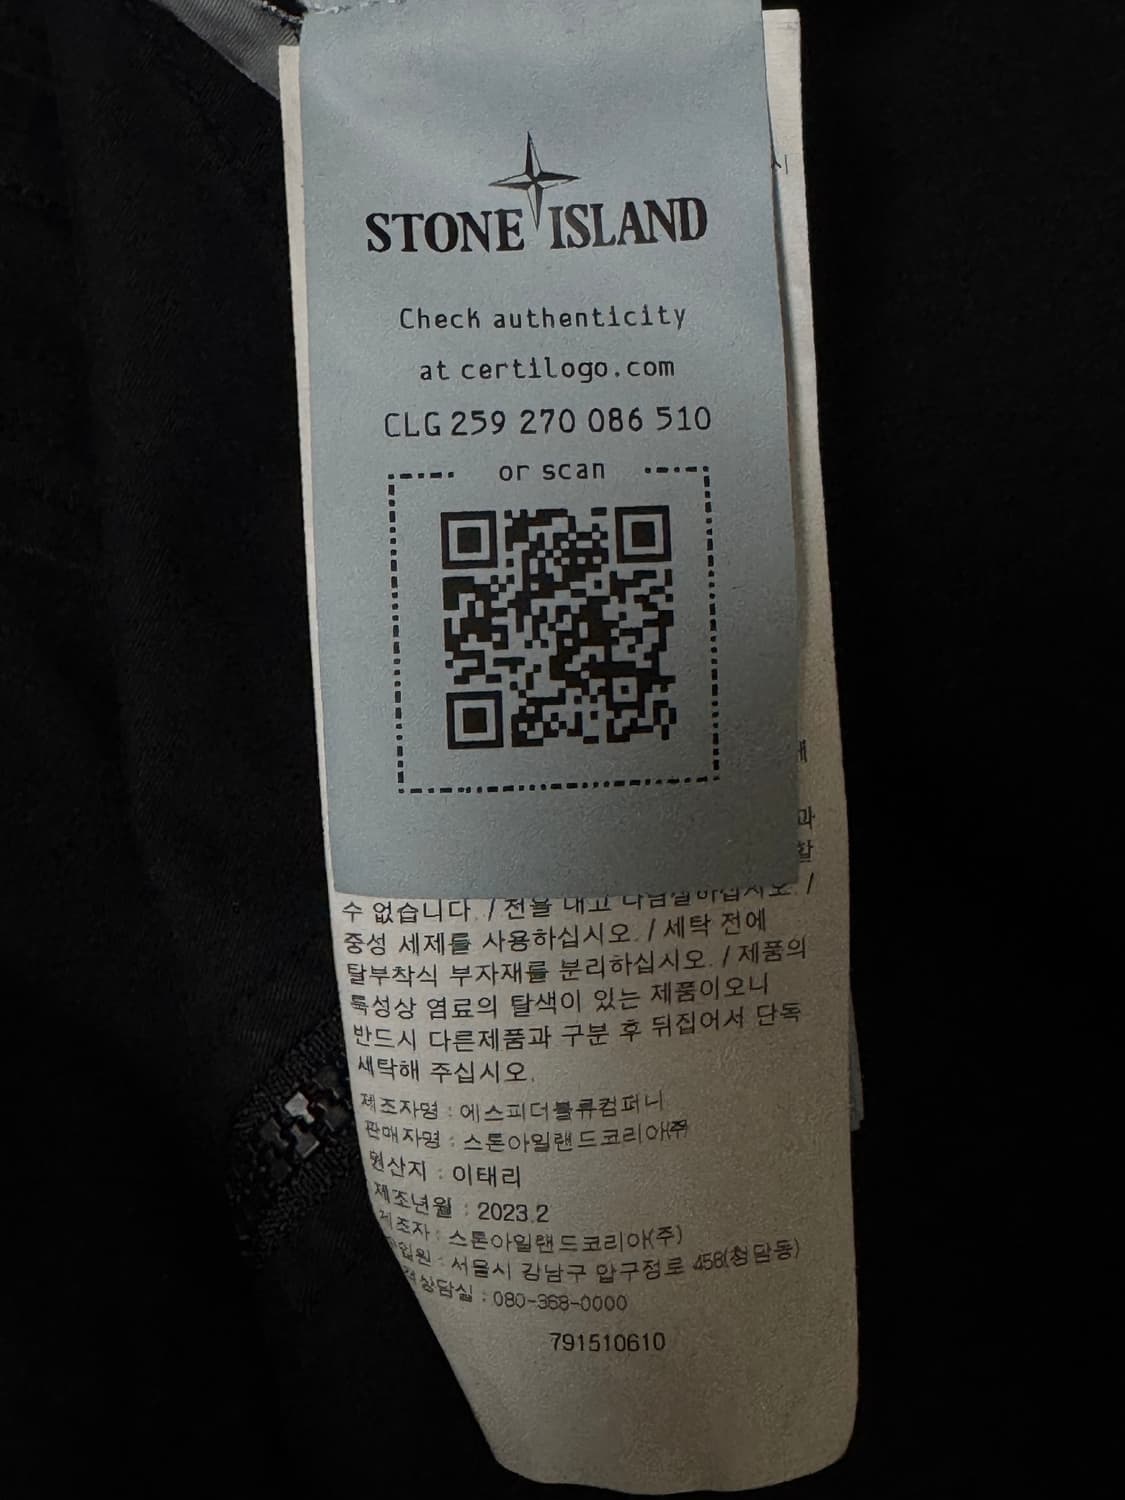 STONE ISLAND
Check authenticity
at certilogo.com
CLG 259 270 086 510
or scan
수 없습니다. / 전을 내고 다림질하십시오. /
중성 세제를 사용하십시오. / 세탁 전에
탈부착식 부자재를 분리하십시오. / 제품의
특성상 염료의 탈색이 있는 제품이오니
반드시 다른제품과 구분 후 뒤집어서 단독
세탁해 주십시오.
제조자명 : 에스피더블류컴퍼니
판매자명 : 스톤아일랜드코리아(주)
원산지 : 이태리
제조년월 : 2023.2
제조자 : 스톤아일랜드코리아(주)
서울시 강남구 압구정로 458(청담동)
상담실 : 080-368-0000
791510610